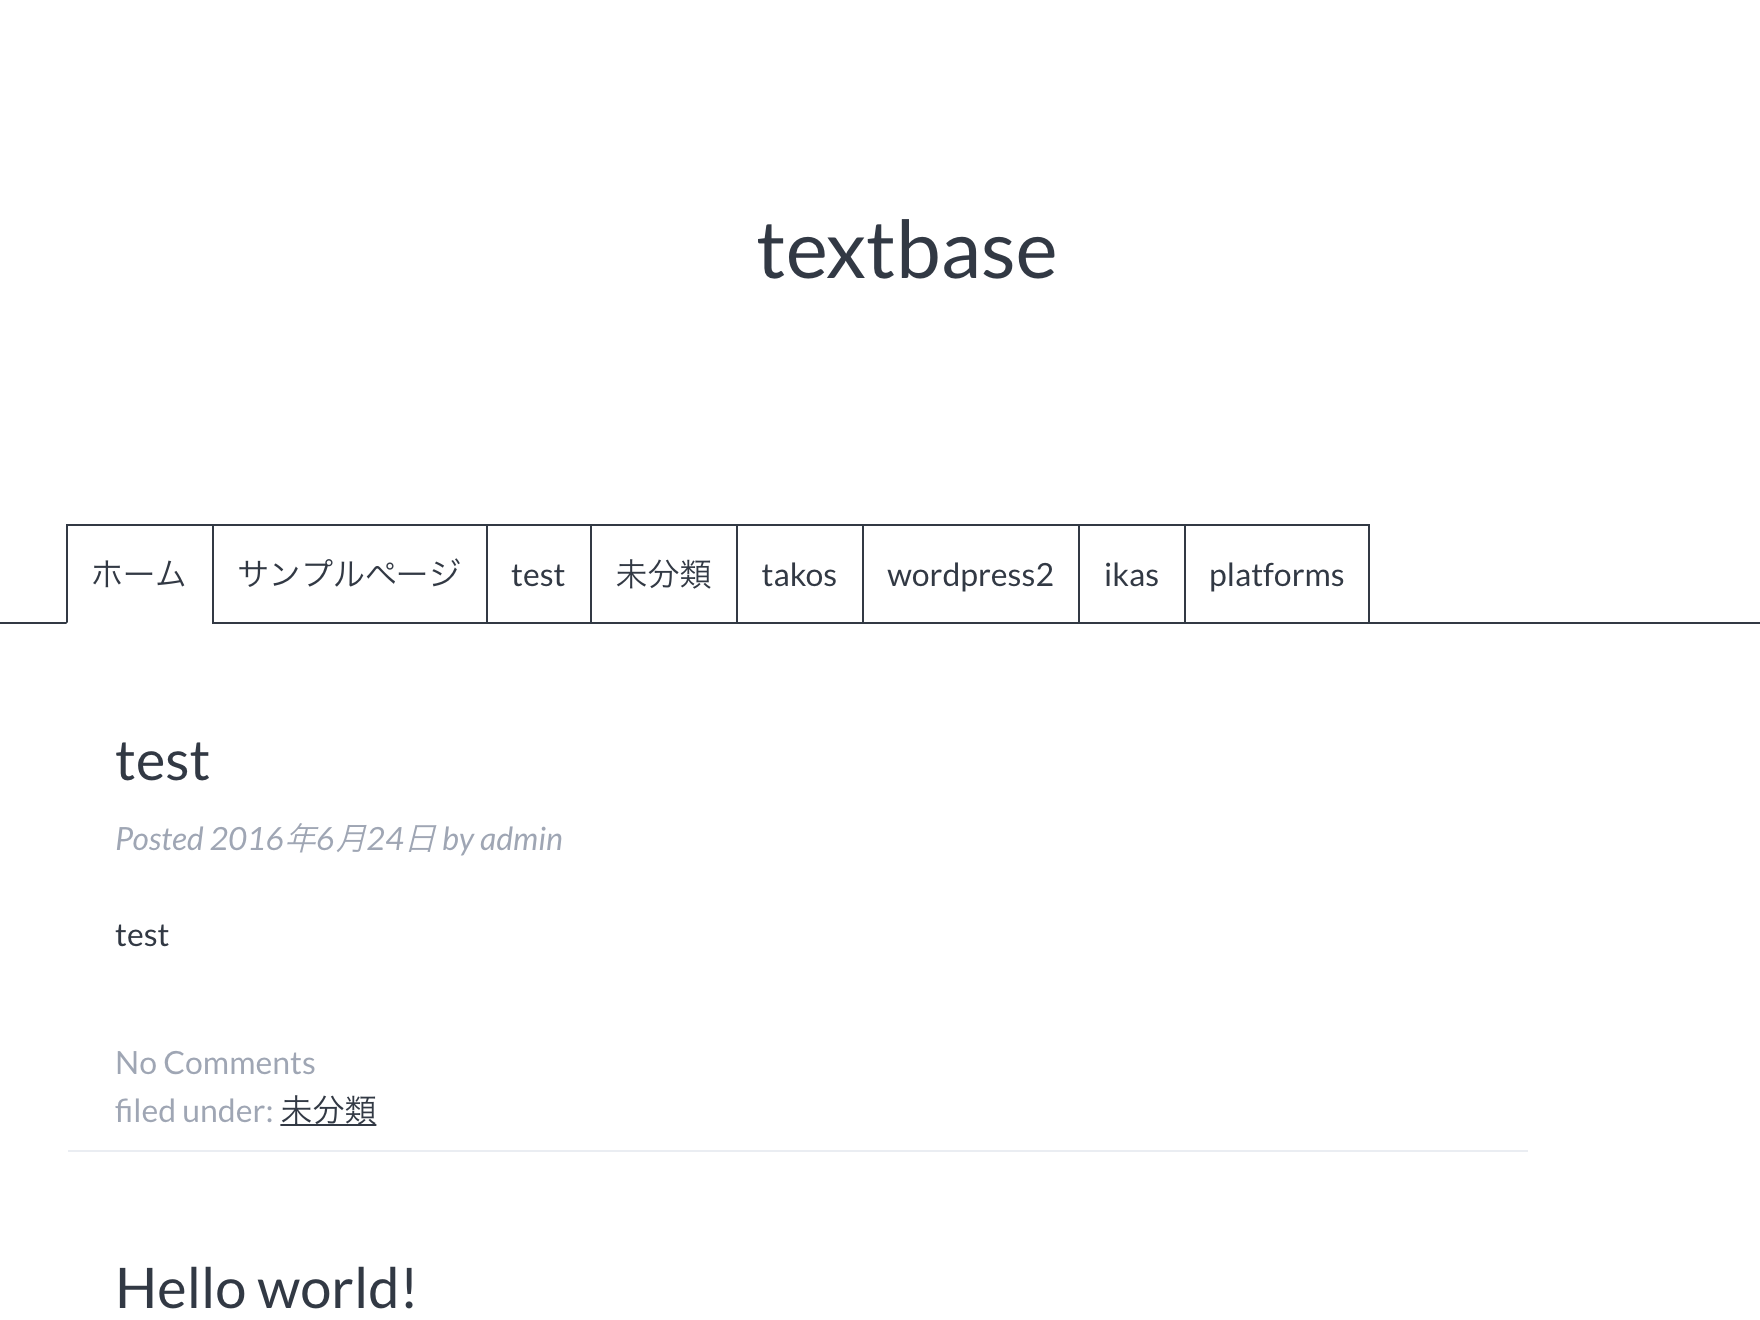 textbase
ホーム サンプルページ test 未分類 takos wordpress2 ikas platforms
test
Posted 2016年6月24日 by admin
test
No Comments
filed under: 未分類
Hello world!